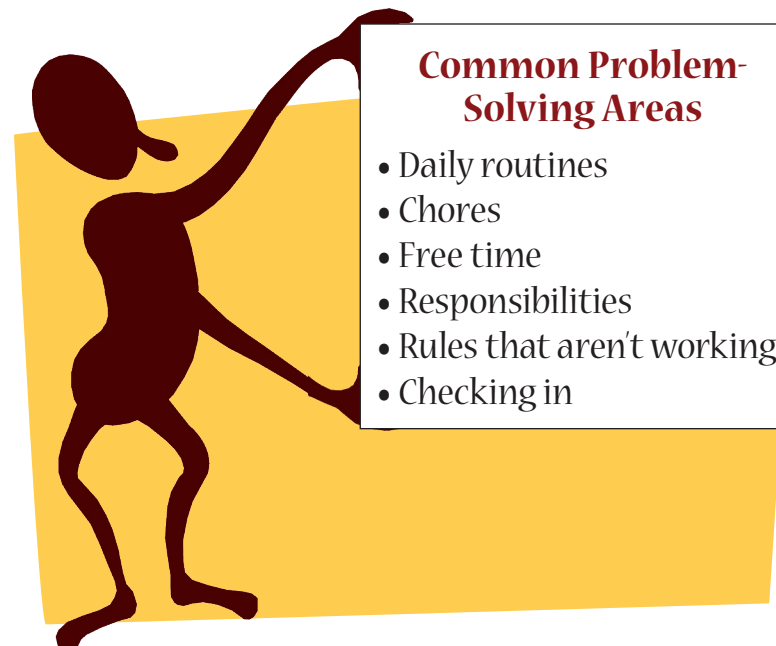 Common Problem-
Solving Areas
• Daily routines
• Chores
• Free time
• Responsibilities
• Rules that aren't working
• Checking in